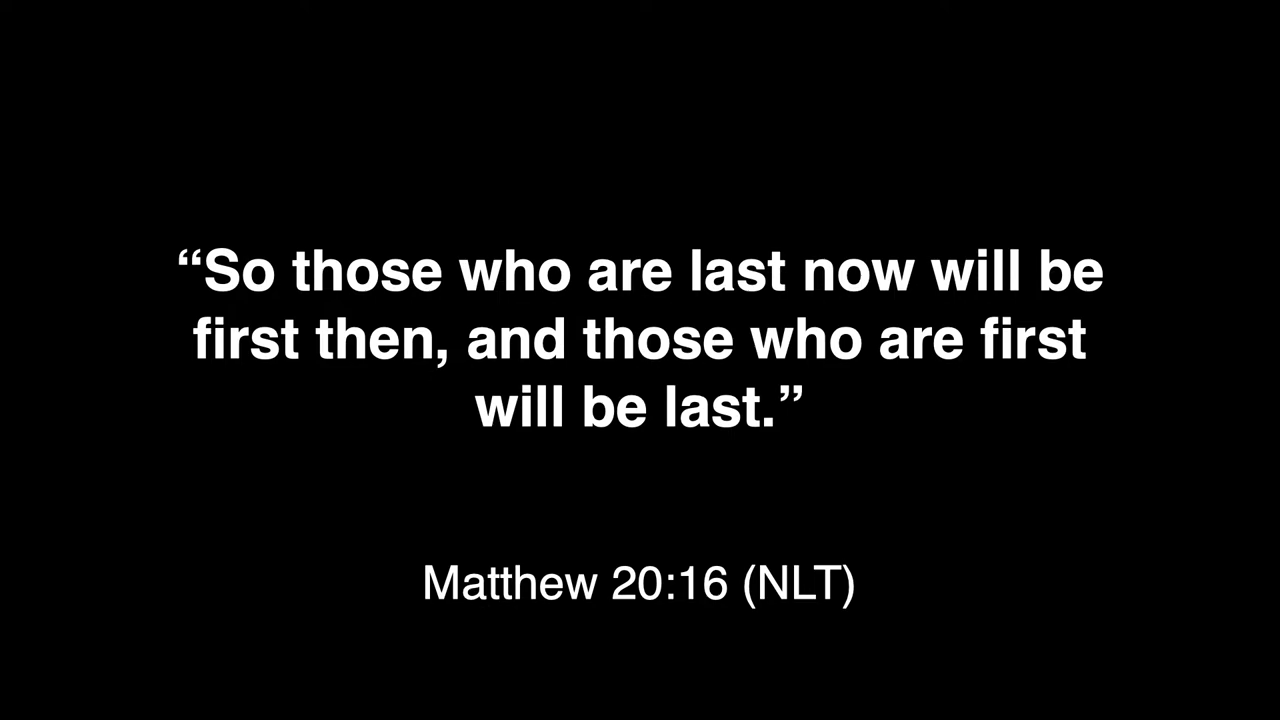 “So those who are last now will be
first then, and those who are first
will be last.”
Matthew 20:16 (NLT)